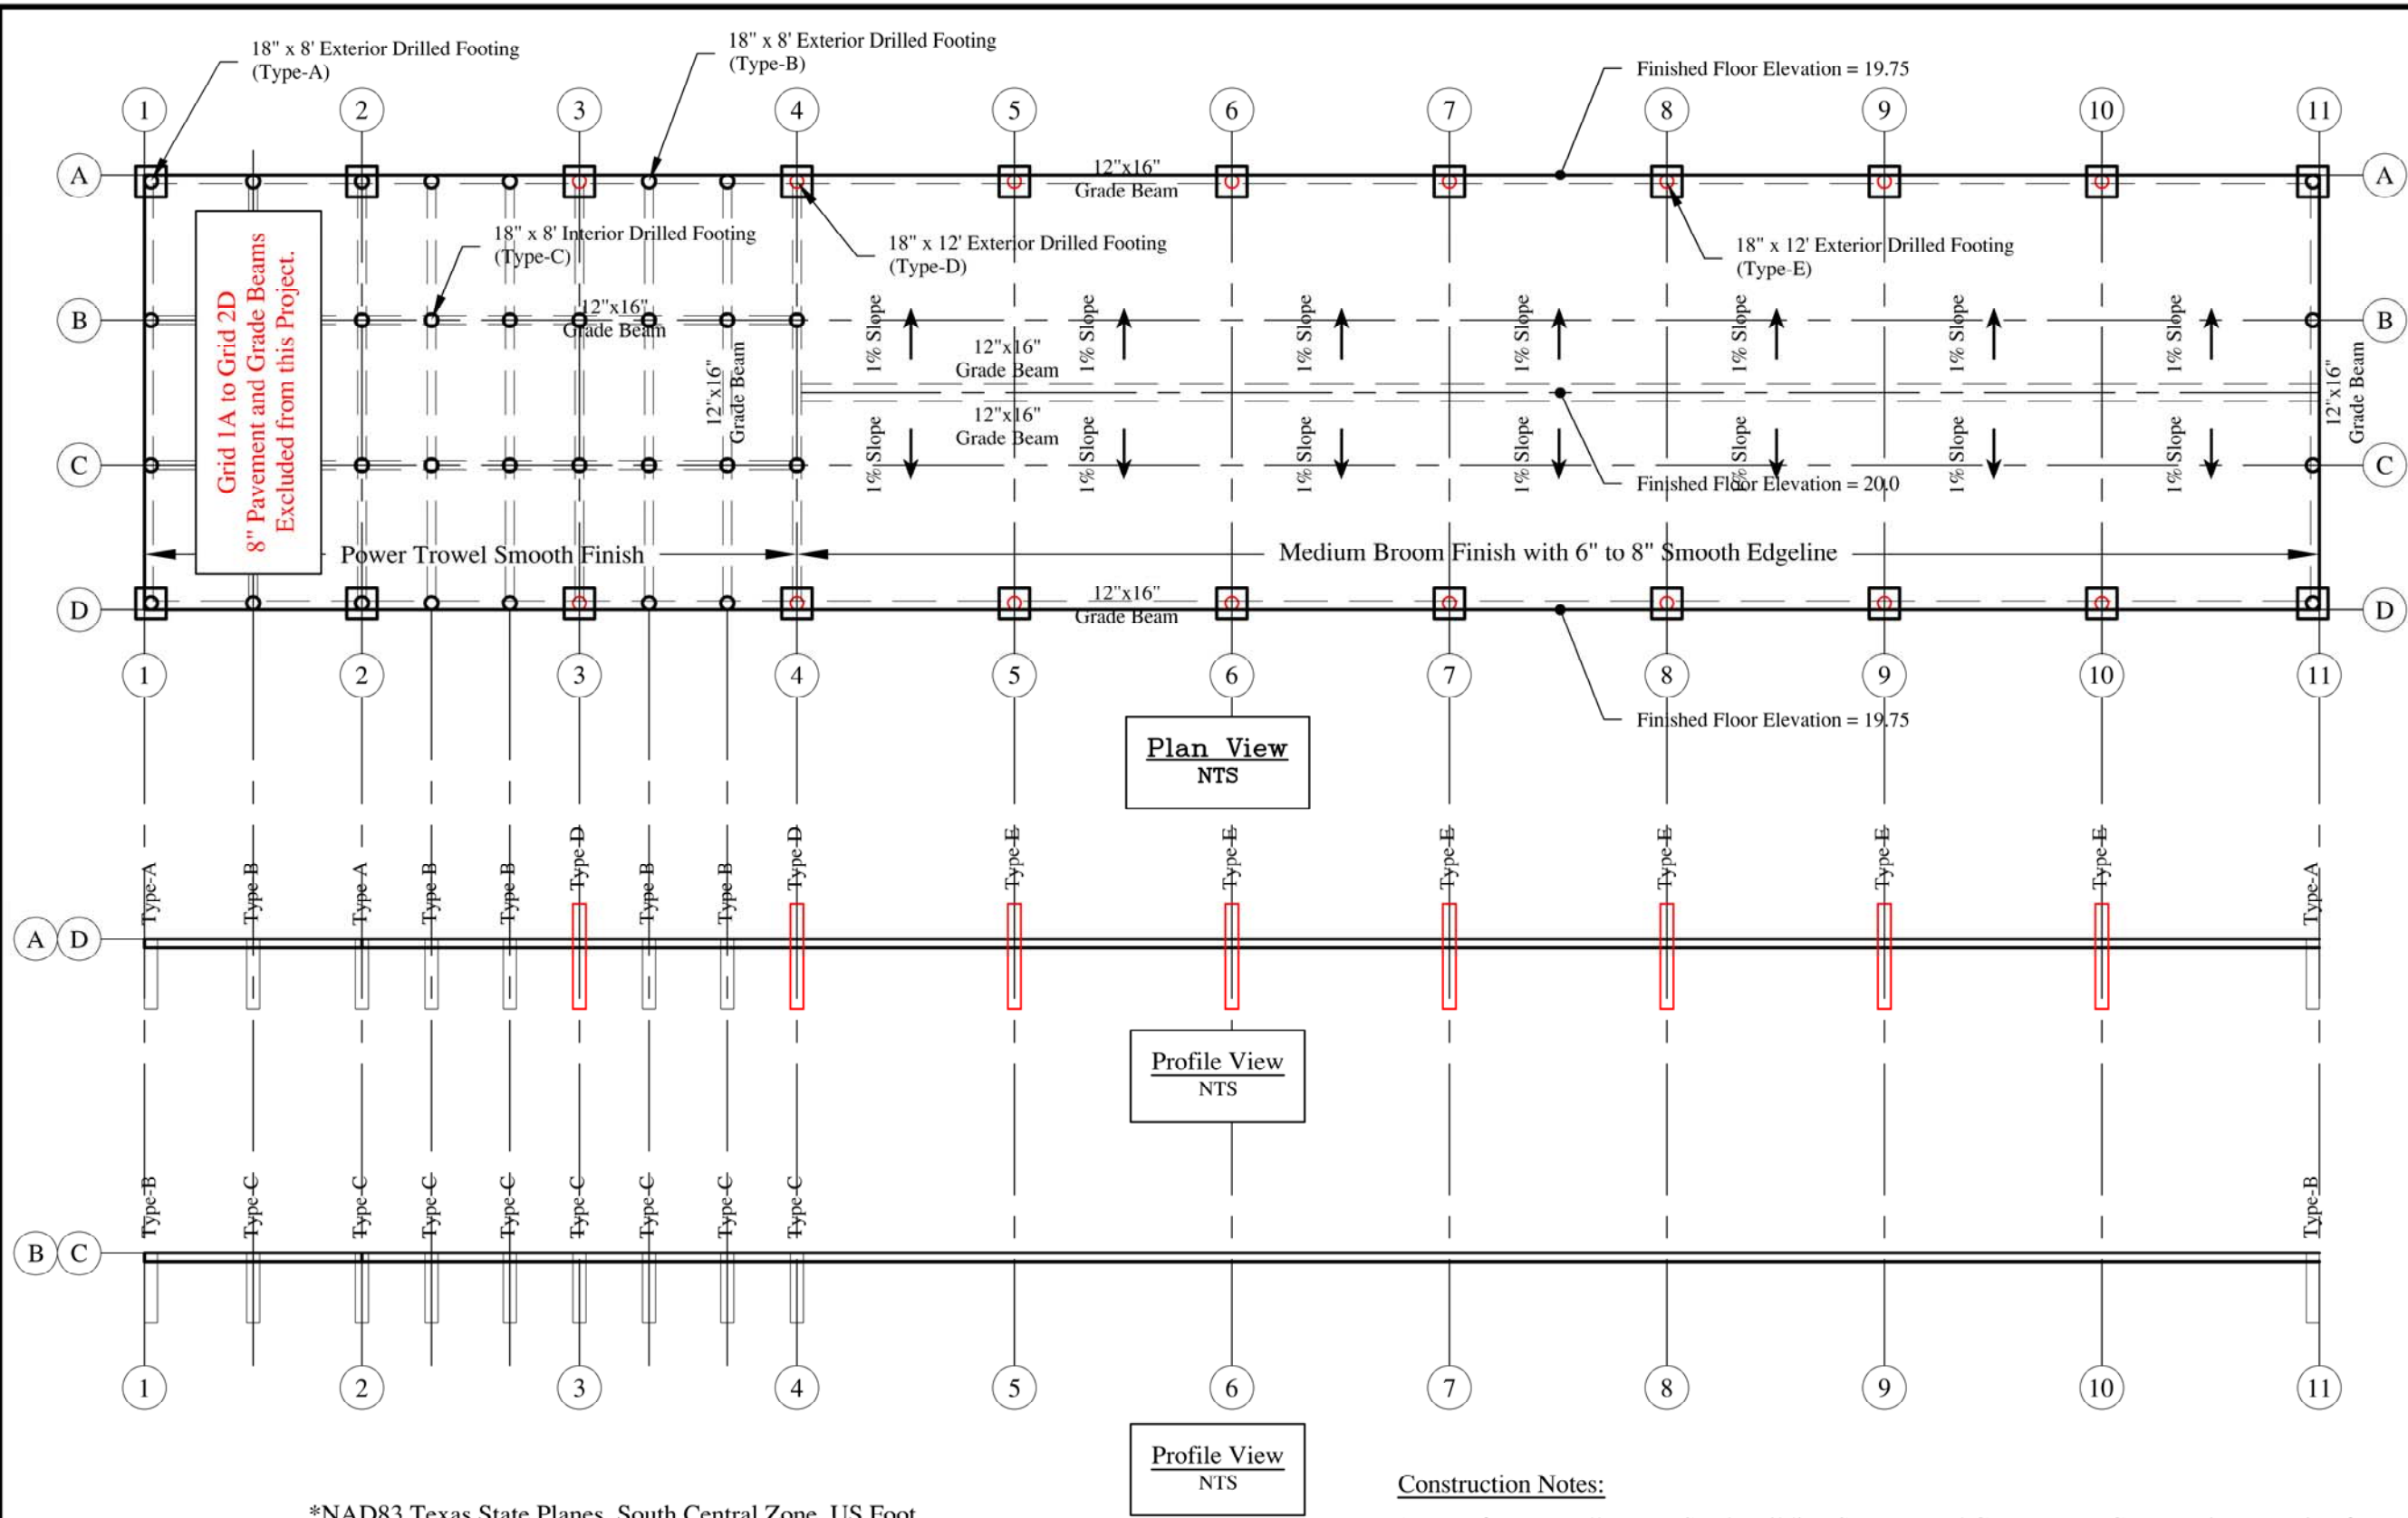 18" x 8' Exterior Drilled Footing
(Type-A)
18" x 8' Exterior Drilled Footing
(Type-B)
Finished Floor Elevation = 19.75
1 2 3 4 5 6 7 8 9 10 11
A
12"x16"
Grade Beam
A
18" x 8' Interior Drilled Footing
(Type-C)
18" x 12' Exterior Drilled Footing
(Type-D)
18" x 12' Exterior Drilled Footing
(Type-E)
Grid 1A to Grid 2D
8" Pavement and Grade Beams
Excluded from this Project.
B
12"x16"
Grade Beam
1% Slope 1% Slope 1% Slope 1% Slope 1% Slope 1% Slope 1% Slope
B
12"x16"
Grade Beam
12"x16"
Grade Beam
12"x16"
Grade Beam
12"x16"
Grade Beam
C
1% Slope 1% Slope 1% Slope 1% Slope 1% Slope 1% Slope 1% Slope
C
Finished Floor Elevation = 20.0
Power Trowel Smooth Finish
Medium Broom Finish with 6" to 8" Smooth Edgeline
D
12"x16"
Grade Beam
D
1 2 3 4 5 6 7 8 9 10 11
Finished Floor Elevation = 19.75
Plan View
NTS
Type-A Type-B Type-A Type-B Type-B Type-D Type-B Type-B Type-D Type-E Type-E Type-E Type-E Type-E Type-E Type-A
A D
Profile View
NTS
Type-B Type-C Type-C Type-C Type-C Type-C Type-C Type-C Type-C Type-B
B C
1 2 3 4 5 6 7 8 9 10 11
Profile View
NTS
Construction Notes:
*NAD83 Texas State Planes, South Central Zone, US Foot